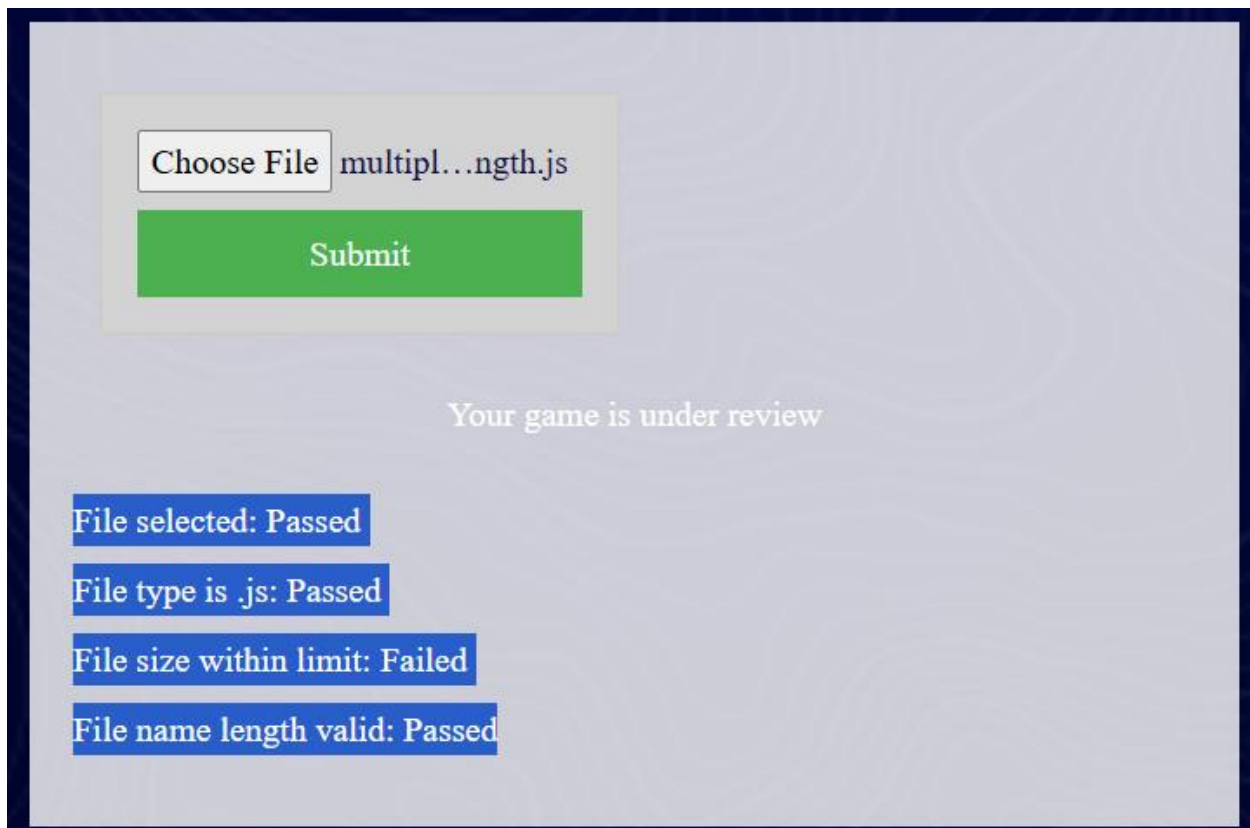 Choose File multipl…ngth.js
Submit
Your game is under review
File selected: Passed
File type is .js: Passed
File size within limit: Failed
File name length valid: Passed